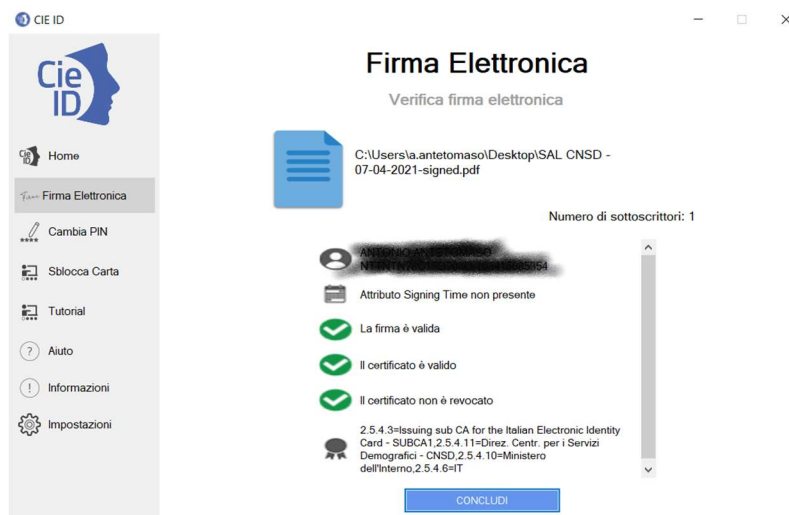 CIE ID
Cie
ID
Home
Firma Elettronica
Cambia PIN
Sblocca Carta
Tutorial
Aiuto
Informazioni
Impostazioni
Firma Elettronica
Verifica firma elettronica
C:\Users\a.antetomaso\Desktop\SAL CNSD -
07-04-2021-signed.pdf
Numero di sottoscrittori: 1
Attributo Signing Time non presente
La firma è valida
Il certificato è valido
Il certificato non è revocato
2.5.4.3=Issuing sub CA for the Italian Electronic Identity
Card - SUBCA1,2.5.4.11=Direz. Centr. per i Servizi
Demografici - CNSD,2.5.4.10=Ministero
dell'Interno,2.5.4.6=IT
CONCLUDI